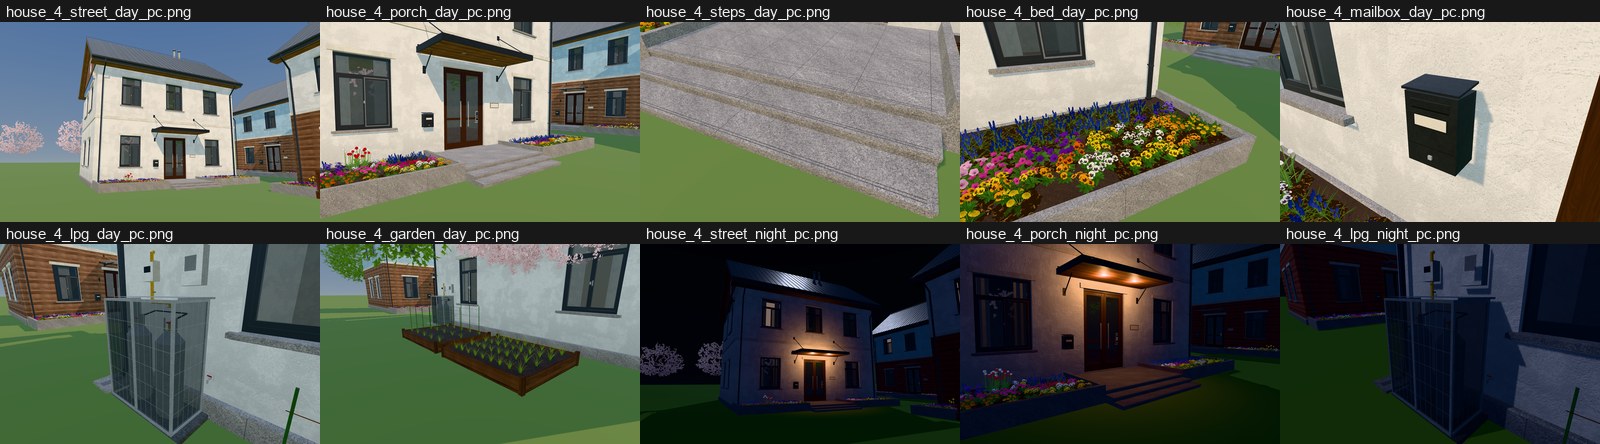 house_4_street_day_pc.png
house_4_porch_day_pc.png
house_4_steps_day_pc.png
house_4_bed_day_pc.png
house_4_mailbox_day_pc.png
house_4_lpg_day_pc.png
house_4_garden_day_pc.png
house_4_street_night_pc.png
house_4_porch_night_pc.png
house_4_lpg_night_pc.png